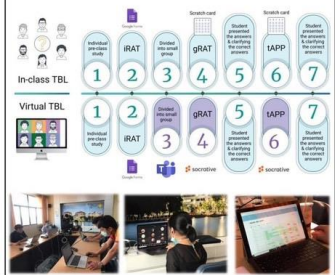 Scratch card
Scratch card
Google Forms
Individual
pre-class
study
iRAT
Divided
into small
group
gRAT
Student
presented
the answers
& clarifying
the correct
answers
tAPP
Student
presented
the answers
& clarifying
the correct
answers
In-class TBL
1 2 3 4 5 6 7
Virtual TBL
1 2 3 4 5 6 7
Individual
pre-class
study
iRAT
Divided
into small
group
gRAT
Student
presented
the answers
& clarifying
the correct
answers
tAPP
Student
presented
the answers
& clarifying
the correct
answers
Google Forms
socrative
socrative